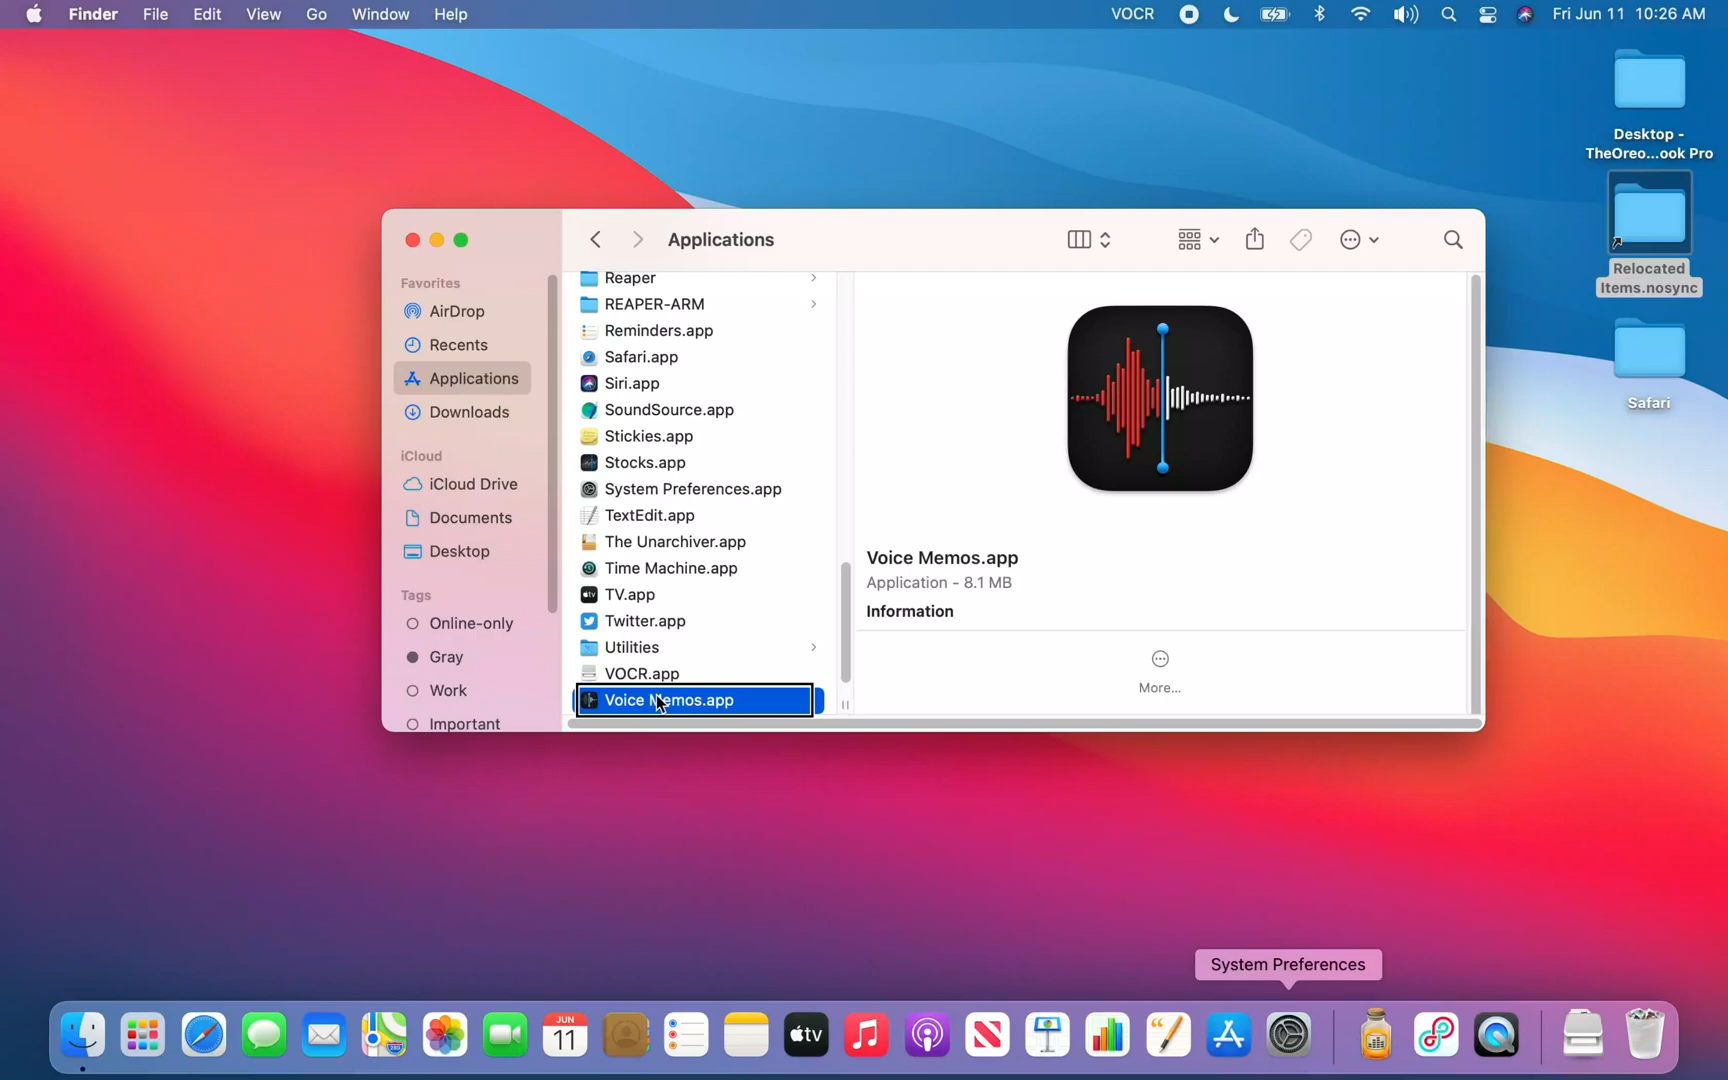 Finder File Edit View Go Window Help VOCR Fri Jun 11 10:26 AM
Desktop -
TheOreo...ook Pro
Relocated
Items.nosync
Safari
Applications
Favorites
AirDrop
Recents
Applications
Downloads
iCloud
iCloud Drive
Documents
Desktop
Tags
Online-only
Gray
Work
Important
Reaper
REAPER-ARM
Reminders.app
Safari.app
Siri.app
SoundSource.app
Stickies.app
Stocks.app
System Preferences.app
TextEdit.app
The Unarchiver.app
Time Machine.app
TV.app
Twitter.app
Utilities
VOCR.app
Voice Memos.app
Voice Memos.app
Application - 8.1 MB
Information
More...
System Preferences
JUN
11
tv